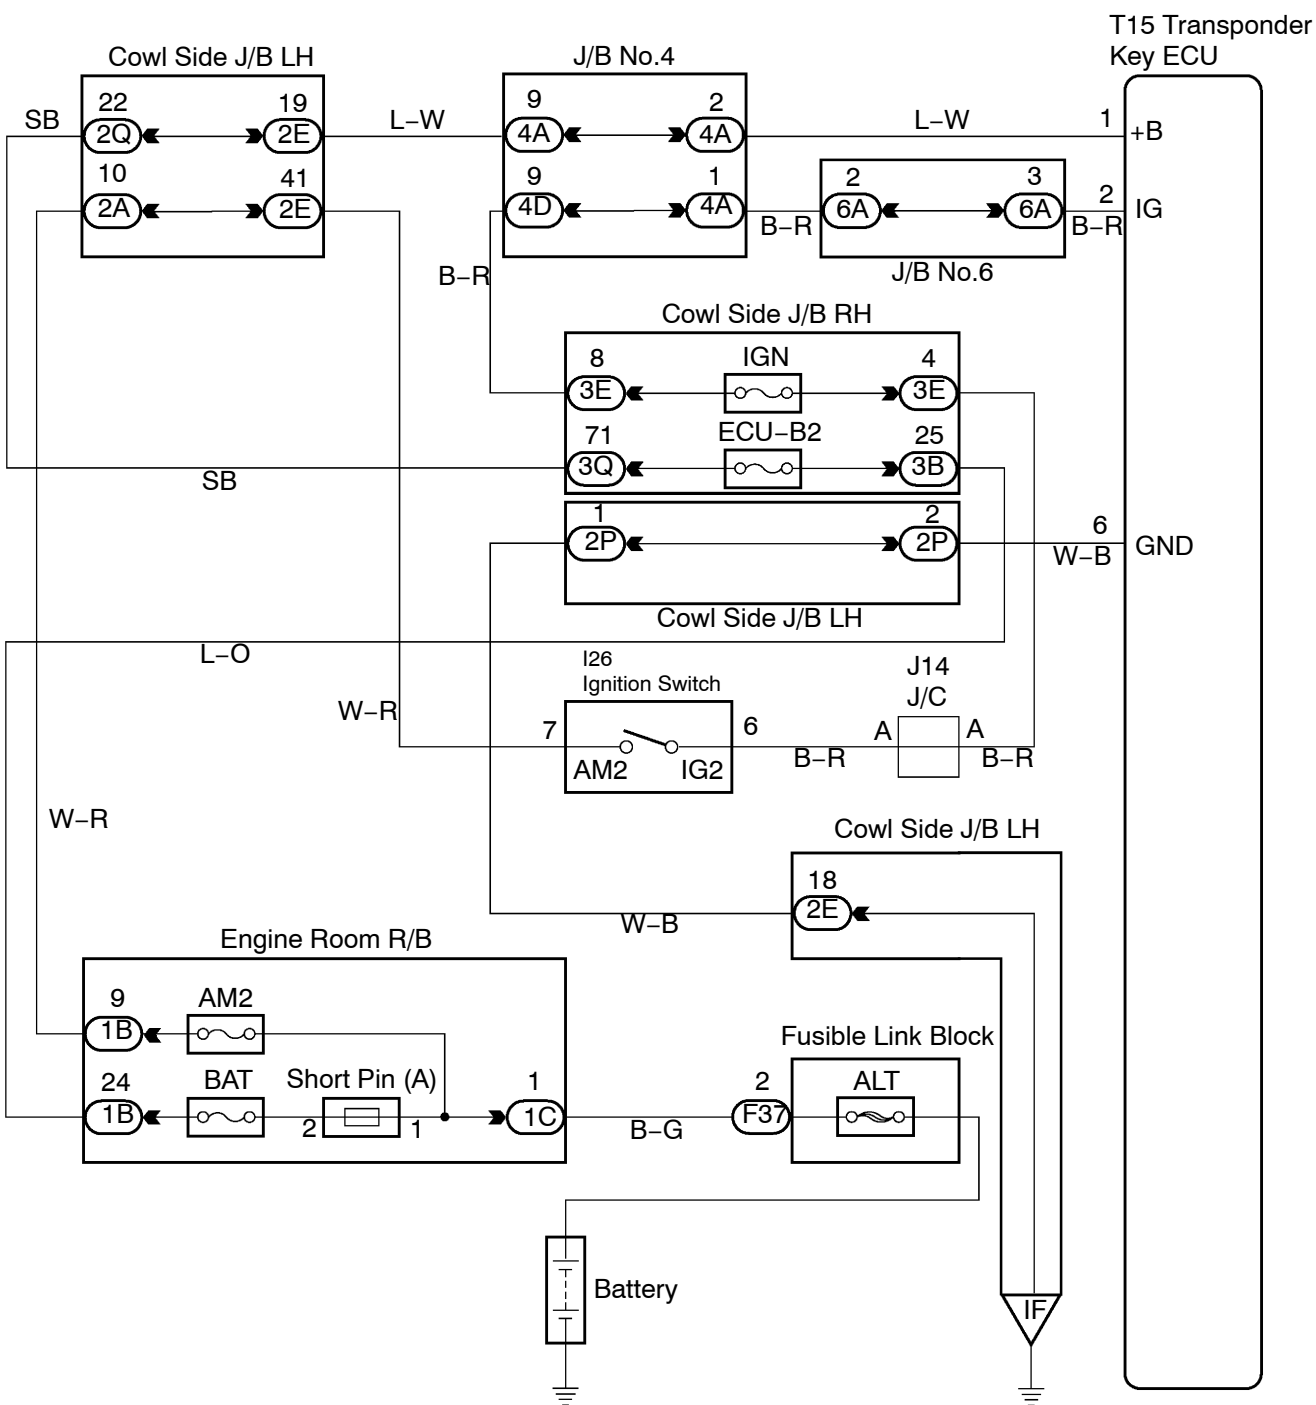 T15 Transponder
Key ECU
Cowl Side J/B LH
J/B No.4
SB
22
19
L–W
9
2
L–W
1
+B
2Q
2E
4A
4A
10
41
9
1
2
3
2
IG
2A
2E
4D
4A
B–R
6A
6A
B–R
J/B No.6
B–R
Cowl Side J/B RH
8
IGN
4
3E
3E
71
ECU–B2
25
3Q
3B
SB
1
2
6
2P
2P
W–B
GND
Cowl Side J/B LH
L–O
I26
Ignition Switch
J14
J/C
W–R
7
6
A
A
AM2
IG2
B–R
B–R
W–R
Cowl Side J/B LH
18
2E
W–B
Engine Room R/B
9
AM2
1B
Fusible Link Block
24
BAT
Short Pin (A)
1
2
ALT
1B
2
1
1C
B–G
F37
Battery
IF